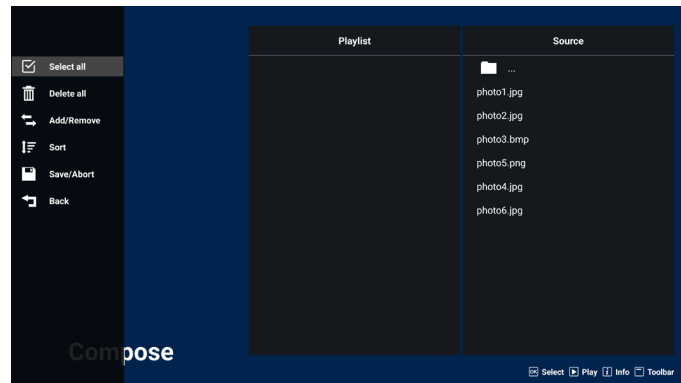 Select all
Delete all
Add/Remove
Sort
Save/Abort
Back
Compose
Playlist
Source
...
photo1.jpg
photo2.jpg
photo3.bmp
photo5.png
photo4.jpg
photo6.jpg
OK Select Play i Info Toolbar